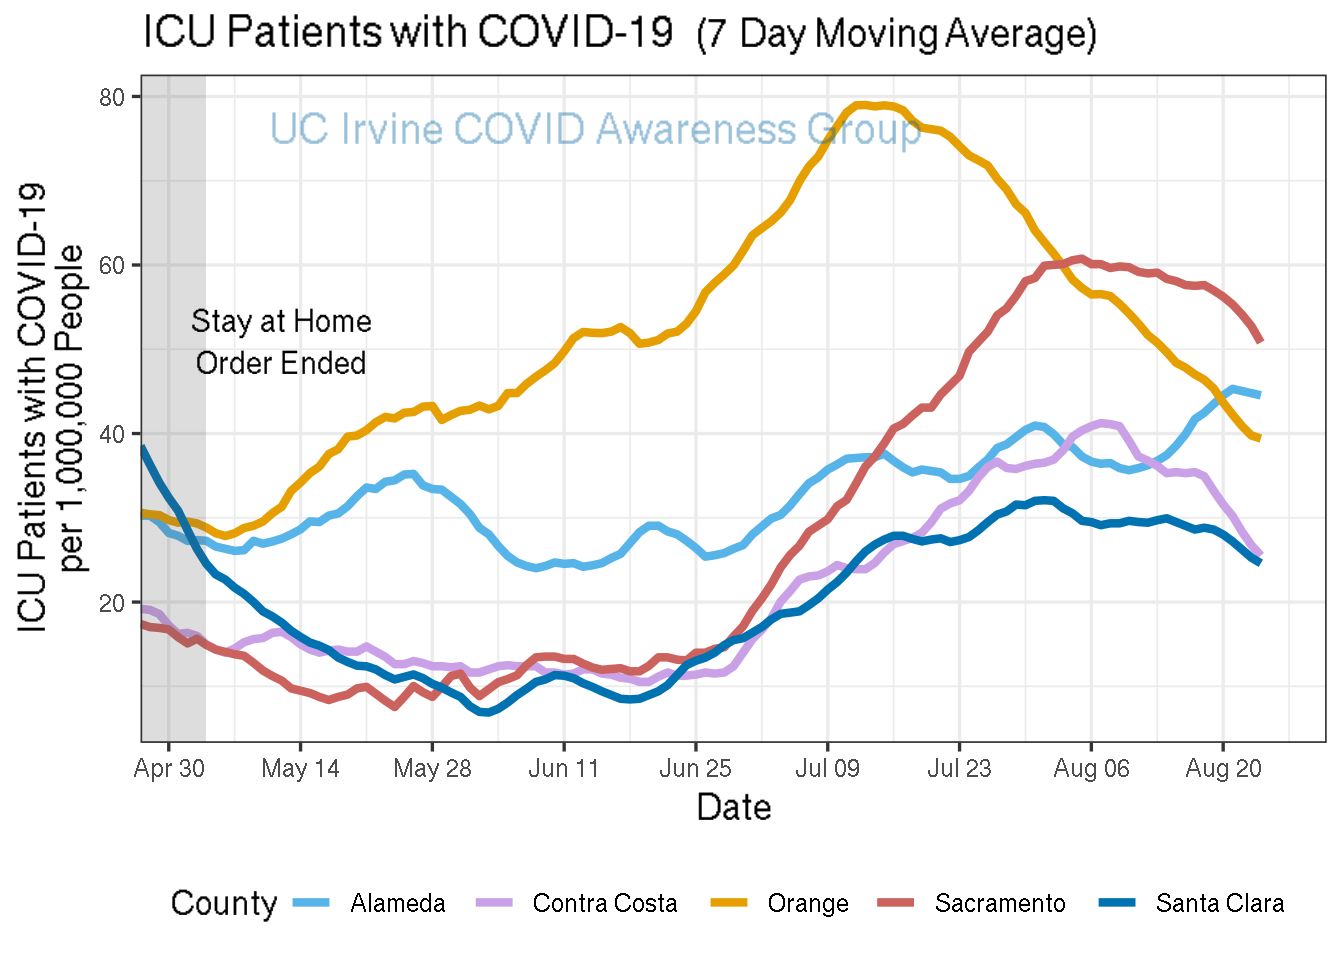 ICU Patients with COVID-19 (7 Day Moving Average)
UC Irvine COVID Awareness Group
ICU Patients with COVID-19
per 1,000,000 People
80
60
40
20
Stay at Home
Order Ended
Apr 30 May 14 May 28 Jun 11 Jun 25 Jul 09 Jul 23 Aug 06 Aug 20
Date
County Alameda Contra Costa Orange Sacramento Santa Clara